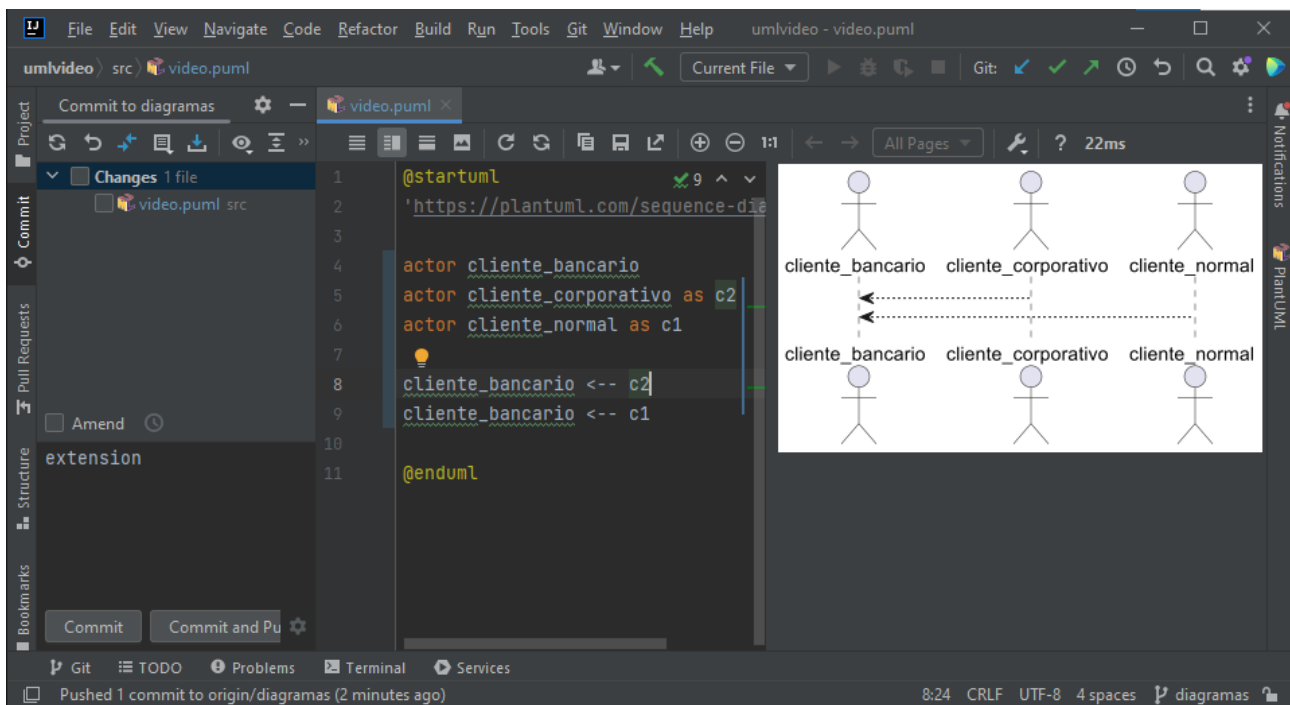 File Edit View Navigate Code Refactor Build Run Tools Git Window Help umlvideo - video.puml
umlvideo src video.puml Current File Git:
Project
Commit
Pull Requests
Structure
Bookmarks
Commit to diagramas
Changes 1 file
video.puml src
Amend
extension
Commit Commit and Pu
video.puml
1:1 All Pages ? 22ms
1 @startuml 9
2 'https://plantuml.com/sequence-dia
3
4 actor cliente_bancario
5 actor cliente_corporativo as c2
6 actor cliente_normal as c1
7
8 cliente_bancario <-- c2
9 cliente_bancario <-- c1
10
11 @enduml
cliente_bancario cliente_corporativo cliente_normal
cliente_bancario cliente_corporativo cliente_normal
Notifications
PlantUML
Git TODO Problems Terminal Services
Pushed 1 commit to origin/diagramas (2 minutes ago) 8:24 CRLF UTF-8 4 spaces diagramas